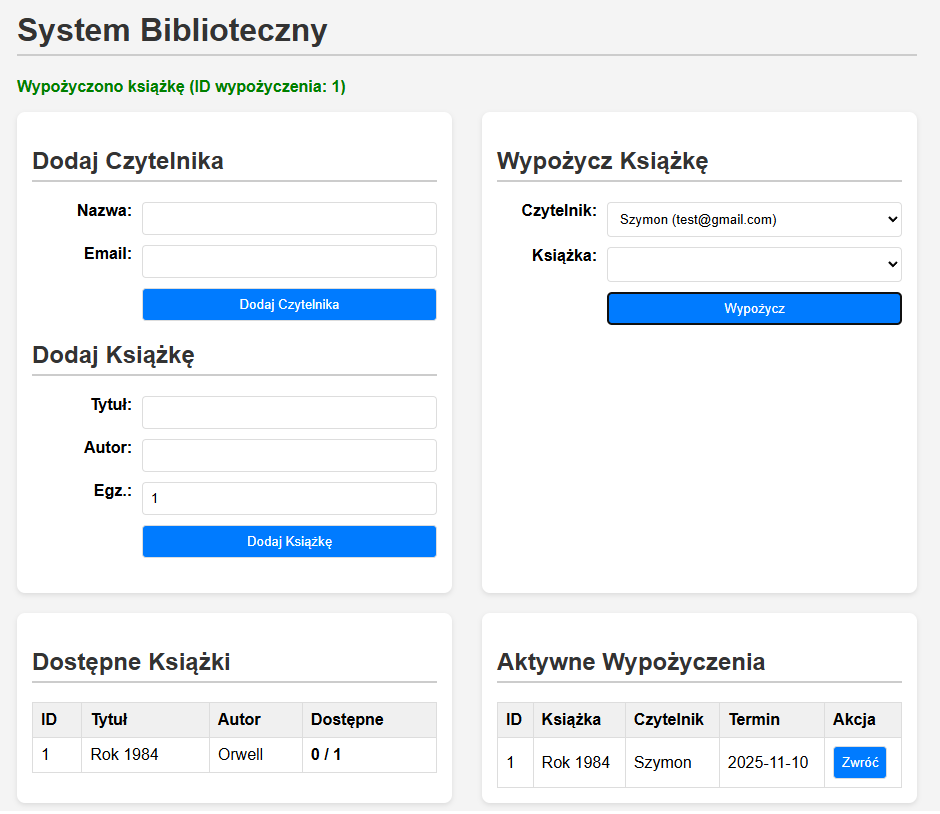 System Biblioteczny
Wypożyczono książkę (ID wypożyczenia: 1)
Dodaj Czytelnika
Nazwa:
Email:
Dodaj Czytelnika
Dodaj Książkę
Tytuł:
Autor:
Egz.: 1
Dodaj Książkę
Wypożycz Książkę
Czytelnik: Szymon (test@gmail.com)
Książka:
Wypożycz
Dostępne Książki
ID Tytuł Autor Dostępne
1 Rok 1984 Orwell 0 / 1
Aktywne Wypożyczenia
ID Książka Czytelnik Termin Akcja
1 Rok 1984 Szymon 2025-11-10 Zwróć